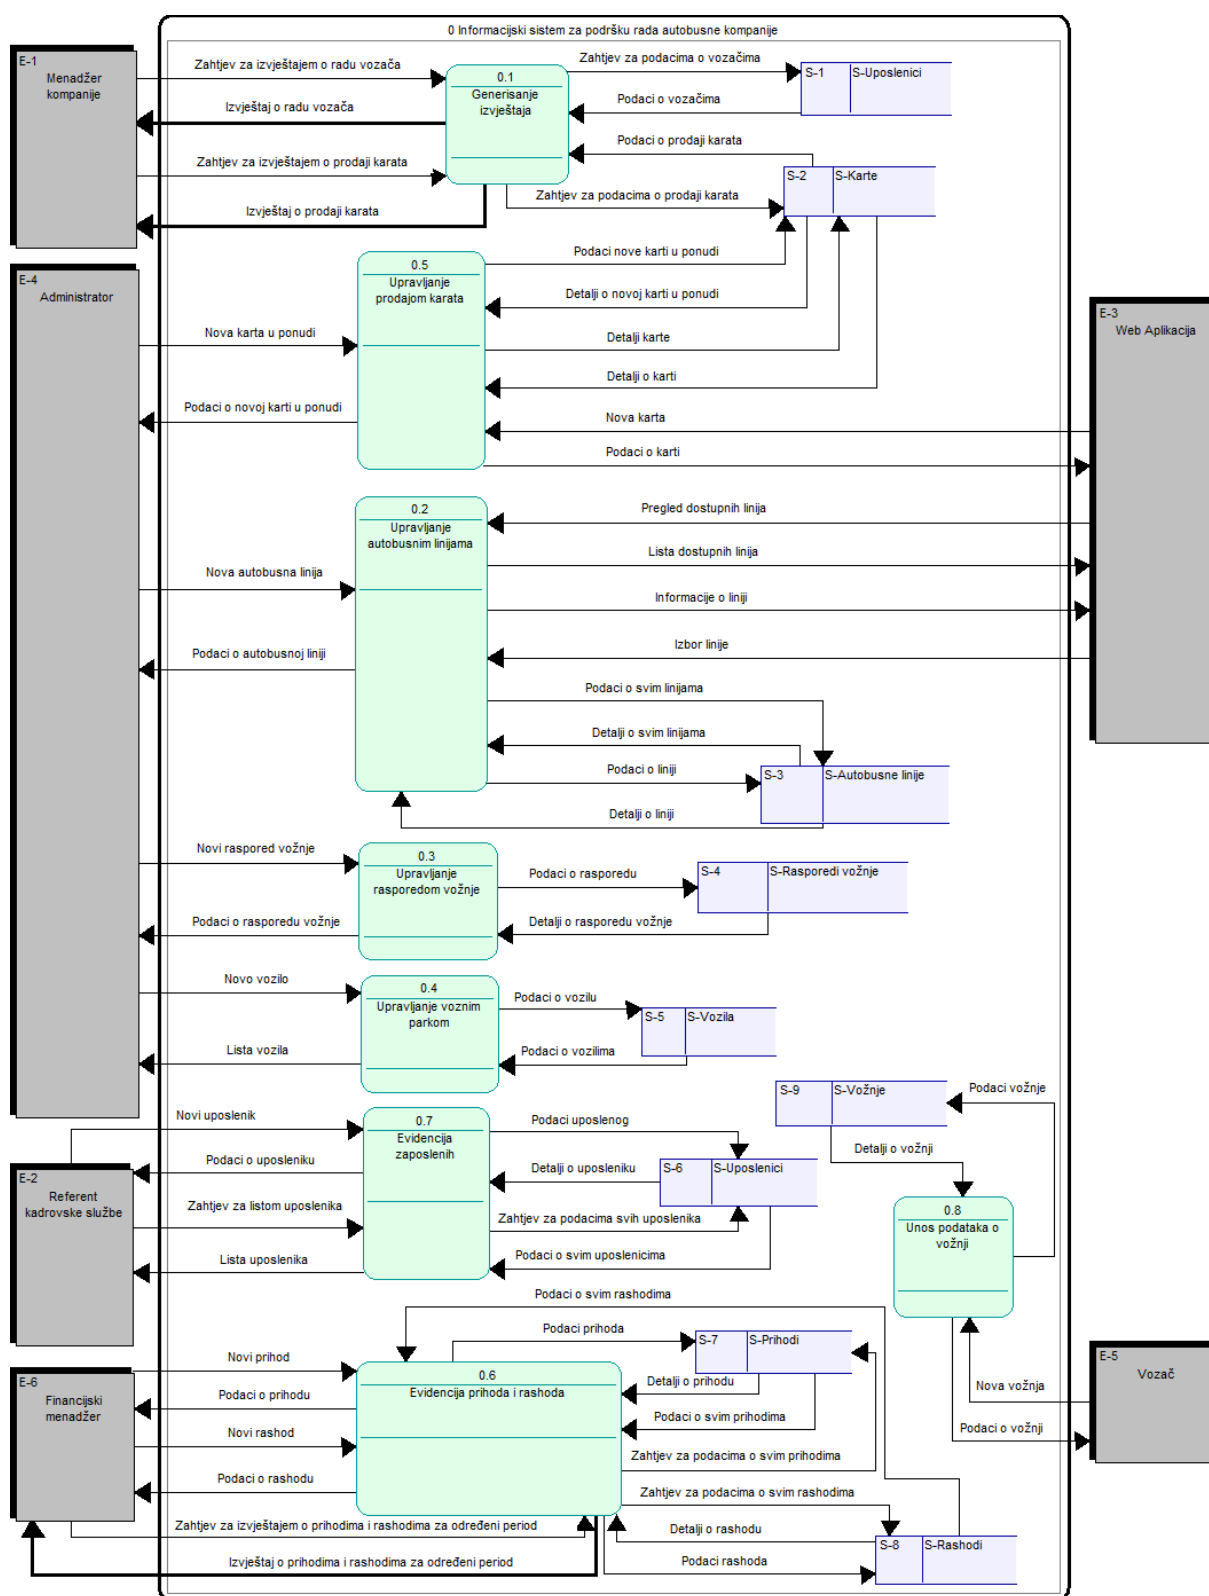 0 Informacijski sistem za podršku rada autobusne kompanije
E-1
Menadžer
kompanije
Zahtjev za izvještajem o radu vozača
Izvještaj o radu vozača
Zahtjev za izvještajem o prodaji karata
Izvještaj o prodaji karata
0.1
Generisanje
izvještaja
Zahtjev za podacima o vozačima
Podaci o vozačima
S-1
S-Uposlenici
Podaci o prodaji karata
Zahtjev za podacima o prodaji karata
S-2
S-Karte
E-4
Administrator
Nova karta u ponudi
Podaci o novoj karti u ponudi
0.5
Upravljanje
prodajom karata
Podaci nove karti u ponudi
Detalji o novoj karti u ponudi
Detalji karte
Detalji o karti
Nova karta
Podaci o karti
E-3
Web Aplikacija
Nova autobusna linija
Podaci o autobusnoj liniji
0.2
Upravljanje
autobusnim linijama
Pregled dostupnih linija
Lista dostupnih linija
Informacije o liniji
Izbor linije
Podaci o svim linijama
Detalji o svim linijama
Podaci o liniji
Detalji o liniji
S-3
S-Autobusne linije
Novi raspored vožnje
Podaci o rasporedu vožnje
0.3
Upravljanje
rasporedom vožnje
Podaci o rasporedu
Detalji o rasporedu vožnje
S-4
S-Rasporedi vožnje
Novo vozilo
Lista vozila
0.4
Upravljanje voznim
parkom
Podaci o vozilu
Podaci o vozilima
S-5
S-Vozila
E-2
Referent
kadrovske službe
Novi uposlenik
Podaci o uposleniku
Zahtjev za listom uposlenika
Lista uposlenika
0.7
Evidencija
zaposlenih
Podaci uposlenog
Detalji o uposleniku
Zahtjev za podacima svih uposlenika
Podaci o svim uposlenicima
S-6
S-Uposlenici
S-9
S-Vožnje
Podaci vožnje
Detalji o vožnji
0.8
Unos podataka o
vožnji
Nova vožnja
Podaci o vožnji
E-5
Vozač
E-6
Financijski
menadžer
Novi prihod
Podaci o prihodu
Novi rashod
Podaci o rashodu
Zahtjev za izvještajem o prihodima i rashodima za određeni period
Izvještaj o prihodima i rashodima za određeni period
0.6
Evidencija prihoda i rashoda
Podaci o svim rashodima
Podaci prihoda
S-7
S-Prihodi
Detalji o prihodu
Podaci o svim prihodima
Zahtjev za podacima o svim prihodima
Zahtjev za podacima o svim rashodima
Detalji o rashodu
Podaci rashoda
S-8
S-Rashodi